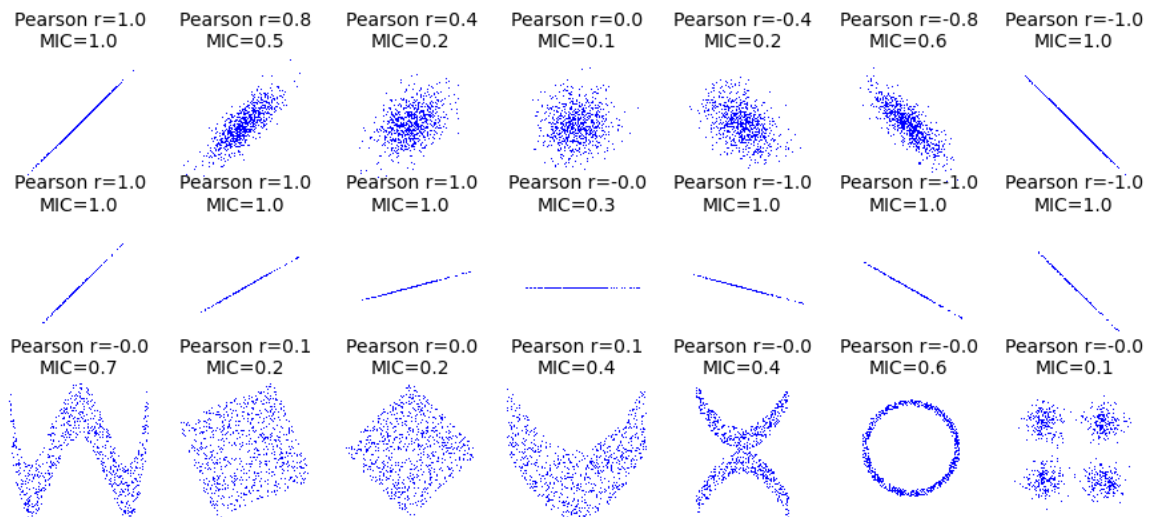 Pearson r=1.0 Pearson r=0.8 Pearson r=0.4 Pearson r=0.0 Pearson r=-0.4 Pearson r=-0.8 Pearson r=-1.0
MIC=1.0 MIC=0.5 MIC=0.2 MIC=0.1 MIC=0.2 MIC=0.6 MIC=1.0
Pearson r=1.0 Pearson r=1.0 Pearson r=1.0 Pearson r=-0.0 Pearson r=-1.0 Pearson r=-1.0 Pearson r=-1.0
MIC=1.0 MIC=1.0 MIC=1.0 MIC=0.3 MIC=1.0 MIC=1.0 MIC=1.0
Pearson r=-0.0 Pearson r=0.1 Pearson r=0.0 Pearson r=0.1 Pearson r=-0.0 Pearson r=-0.0 Pearson r=-0.0
MIC=0.7 MIC=0.2 MIC=0.2 MIC=0.4 MIC=0.4 MIC=0.6 MIC=0.1